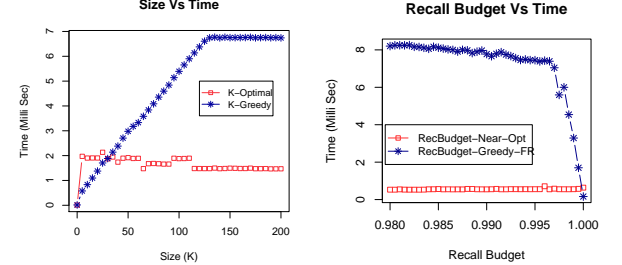 Size Vs Time
Time (Milli Sec)
7
6
5
4
3
2
1
0
K−Optimal
K−Greedy
0 50 100 150 200
Size (K)
Recall Budget Vs Time
Time (Milli Sec)
8
6
4
2
0
RecBudget−Near−Opt
RecBudget−Greedy−FR
0.980 0.985 0.990 0.995 1.000
Recall Budget